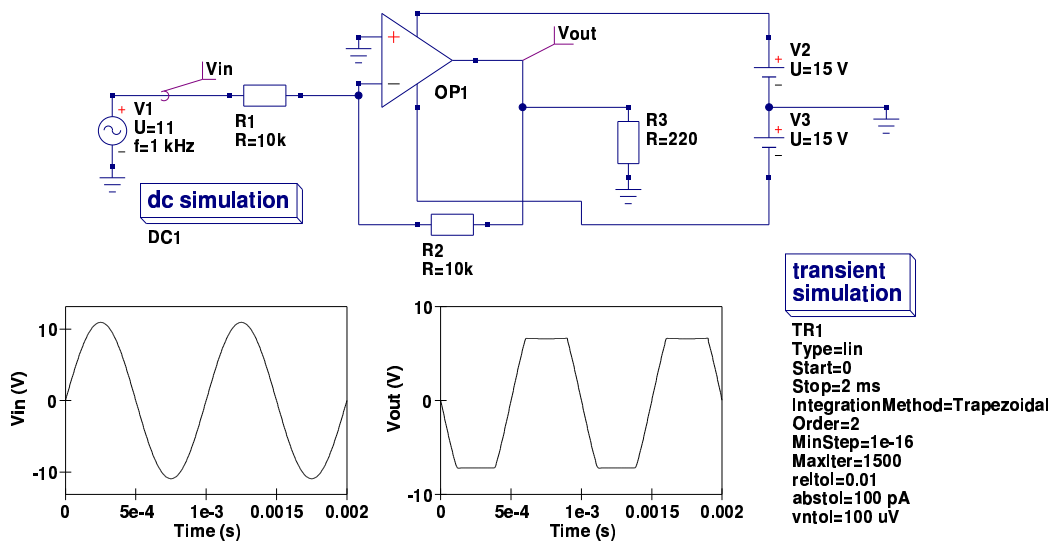 Vin
V1
U=11
f=1 kHz
R1
R=10k
+
−
OP1
Vout
V2
U=15 V
V3
U=15 V
R3
R=220
R2
R=10k
dc simulation
DC1
transient
simulation
TR1
Type=lin
Start=0
Stop=2 ms
IntegrationMethod=Trapezoidal
Order=2
MinStep=1e-16
MaxIter=1500
reltol=0.01
abstol=100 pA
vntol=100 uV
Vin (V)
10
0
-10
0
5e-4
1e-3
0.0015
0.002
Time (s)
Vout (V)
10
0
-10
0
5e-4
1e-3
0.0015
0.002
Time (s)